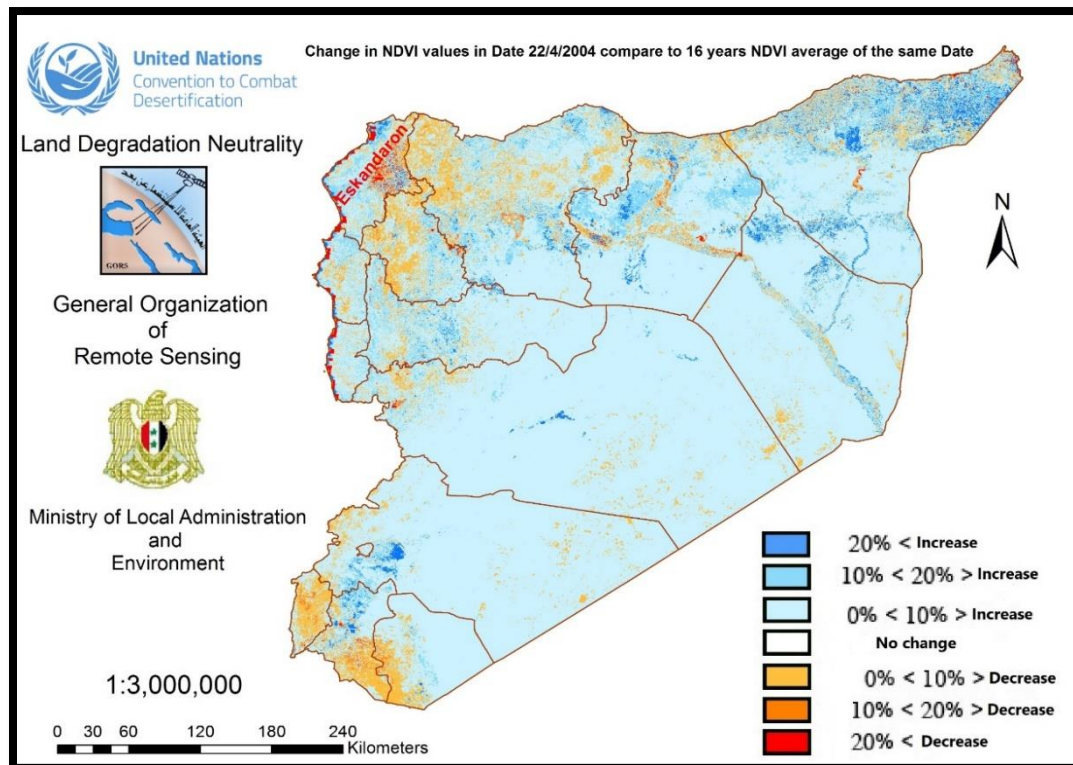 United Nations
Convention to Combat
Desertification
Change in NDVI values in Date 22/4/2004 compare to 16 years NDVI average of the same Date
Land Degradation Neutrality
GORS
General Organization
of
Remote Sensing
Ministry of Local Administration
and
Environment
Eskandaron
N
20% < Increase
10% < 20% > Increase
0% < 10% > Increase
No change
0% < 10% > Decrease
10% < 20% > Decrease
20% < Decrease
1:3,000,000
0 30 60 120 180 240
Kilometers